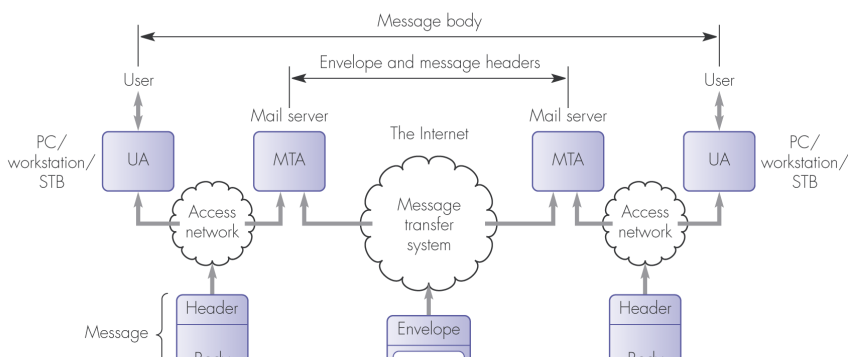 Message body
Envelope and message headers
User
User
Mail server
Mail server
The Internet
PC/
workstation/
STB
UA
MTA
MTA
UA
PC/
workstation/
STB
Access
network
Message
transfer
system
Access
network
Header
Header
Message
Envelope